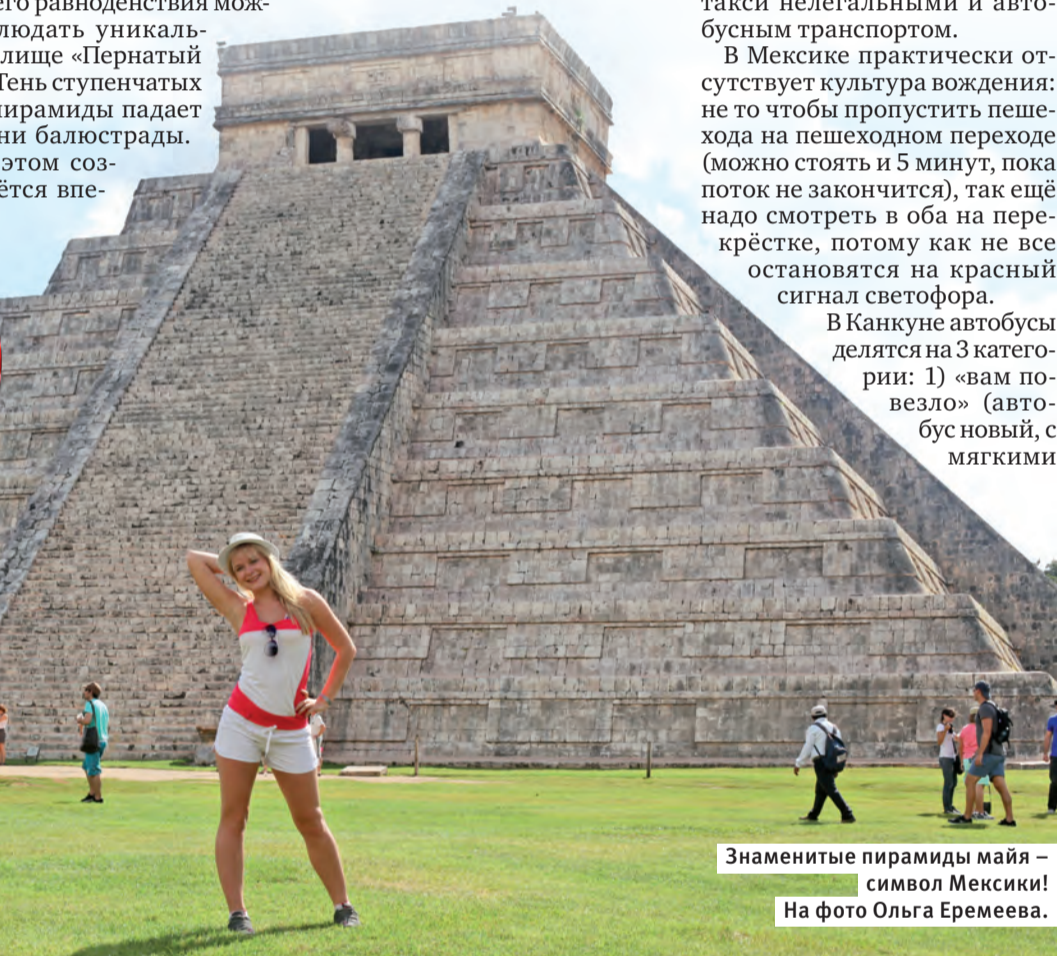 его равноденствия мож-
людать уникаль-
лище «Пернатый
Тень ступенчатых
пирамиды падает
ни балюстрады.
этом соз-
ётся впе-
такси нелегальными и авто-
бусным транспортом.
В Мексике практически от-
сутствует культура вождения:
не то чтобы пропустить пеше-
хода на пешеходном переходе
(можно стоять и 5 минут, пока
поток не закончится), так ещё
надо смотреть в оба на пере-
крёстке, потому как не все
остановятся на красный
сигнал светофора.
В Канкуне автобусы
делятся на 3 катего-
рии: 1) «вам по-
везло» (авто-
бус новый, с
мягкими
Знаменитые пирамиды майя –
символ Мексики!
На фото Ольга Еремеева.